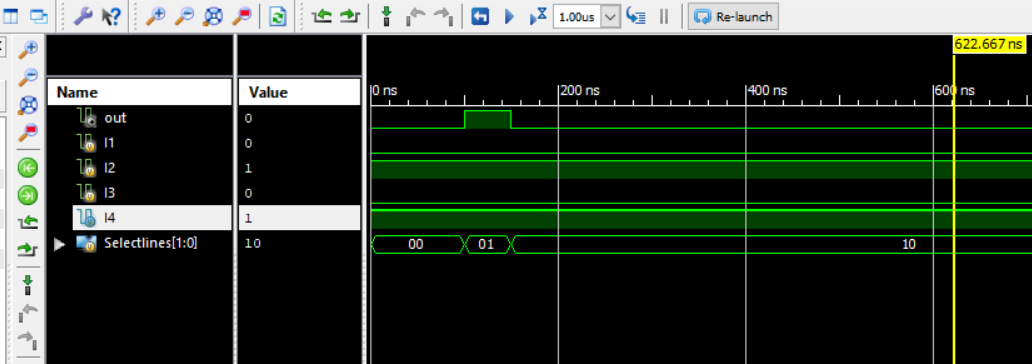 1.00us Re-launch
622.667 ns
Name Value
0 ns 200 ns 400 ns 600 ns
out 0
I1 0
I2 1
I3 0
I4 1
Selectlines[1:0] 10 00 01 10